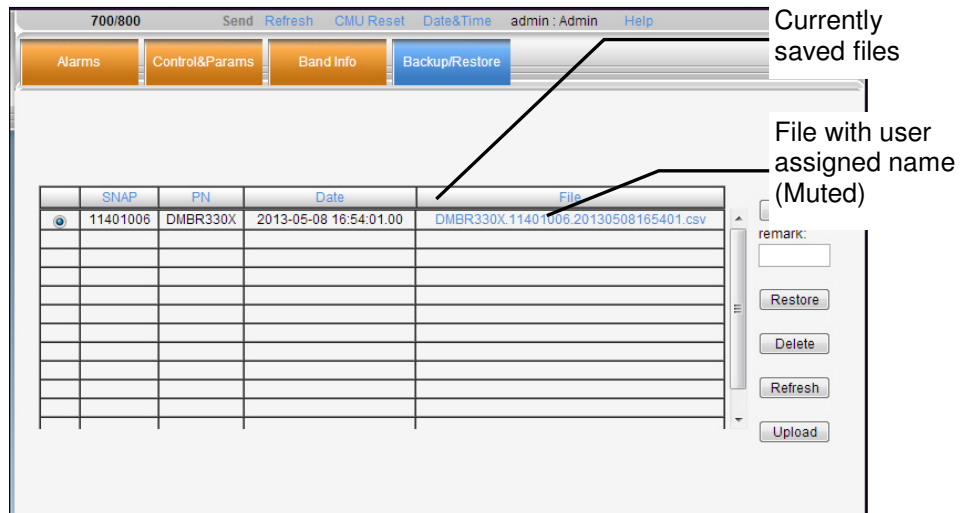 700/800 Send Refresh CMU Reset Date&Time admin : Admin Help
Currently
saved files
Alarms Control&Params Band Info Backup/Restore
File with user
assigned name
(Muted)
SNAP PN Date File
11401006 DMBR330X 2013-05-08 16:54:01.00 DMBR330X.11401006.20130508165401.csv
remark:
Restore
Delete
Refresh
Upload